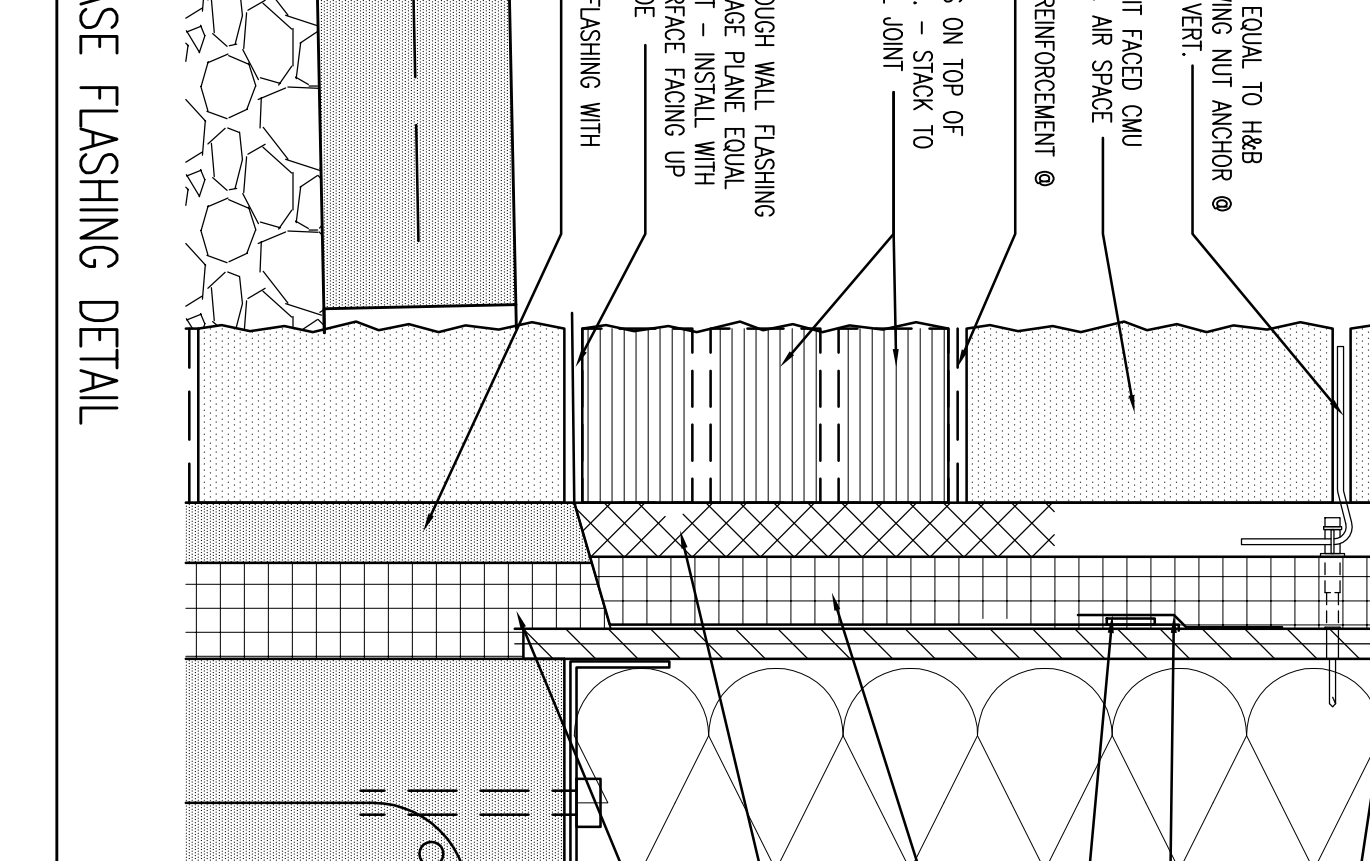 EQUAL TO H&B
VING NUT ANCHOR @
VERT.
IT FACED CMU
AIR SPACE
REINFORCEMENT @
S ON TOP OF
. - STACK TO
JOINT
OUGH WALL FLASHING
AGE PLANE EQUAL
T - INSTALL WITH
RFACE FACING UP
DE
FLASHING WITH
ASE FLASHING DETAIL